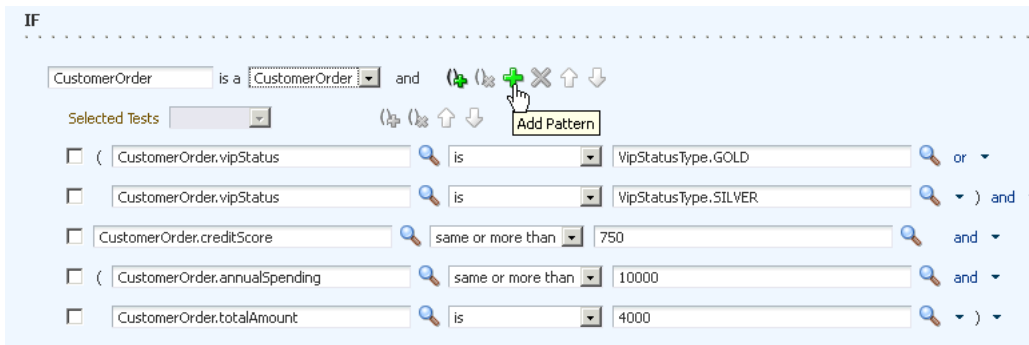 IF
CustomerOrder is a CustomerOrder and
Selected Tests
Add Pattern
( CustomerOrder.vipStatus is VipStatusType.GOLD or
CustomerOrder.vipStatus is VipStatusType.SILVER ) and
CustomerOrder.creditScore same or more than 750 and
( CustomerOrder.annualSpending same or more than 10000 and
CustomerOrder.totalAmount is 4000 )